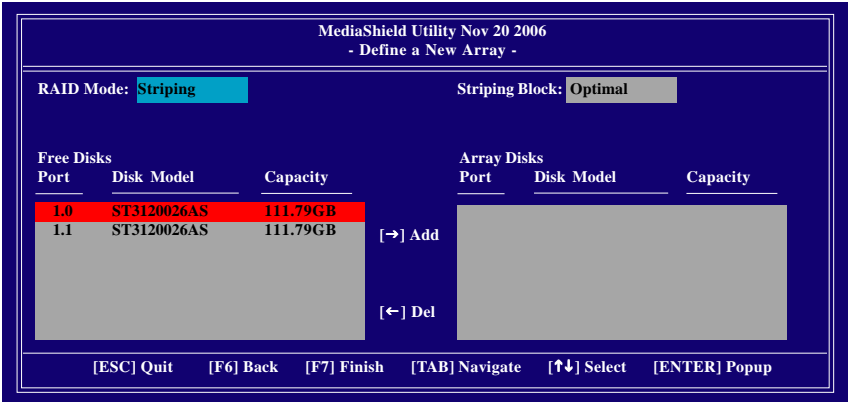 MediaShield Utility Nov 20 2006
- Define a New Array -
RAID Mode: Striping
Striping Block: Optimal
Free Disks
Port Disk Model Capacity
1.0 ST3120026AS 111.79GB
1.1 ST3120026AS 111.79GB
[→] Add
[←] Del
Array Disks
Port Disk Model Capacity
[ESC] Quit [F6] Back [F7] Finish [TAB] Navigate [↑↓] Select [ENTER] Popup